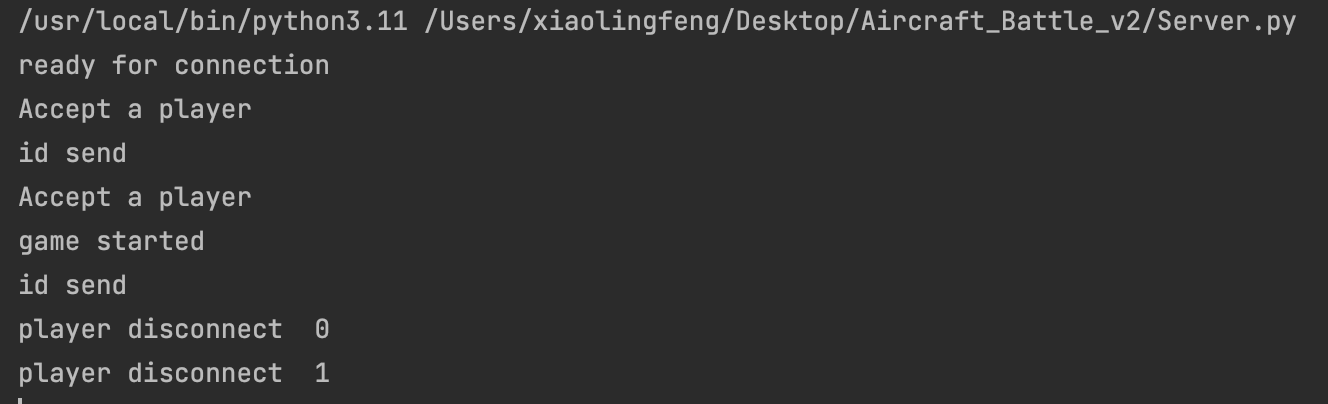 /usr/local/bin/python3.11 /Users/xiaolingfeng/Desktop/Aircraft_Battle_v2/Server.py
ready for connection
Accept a player
id send
Accept a player
game started
id send
player disconnect  0
player disconnect  1